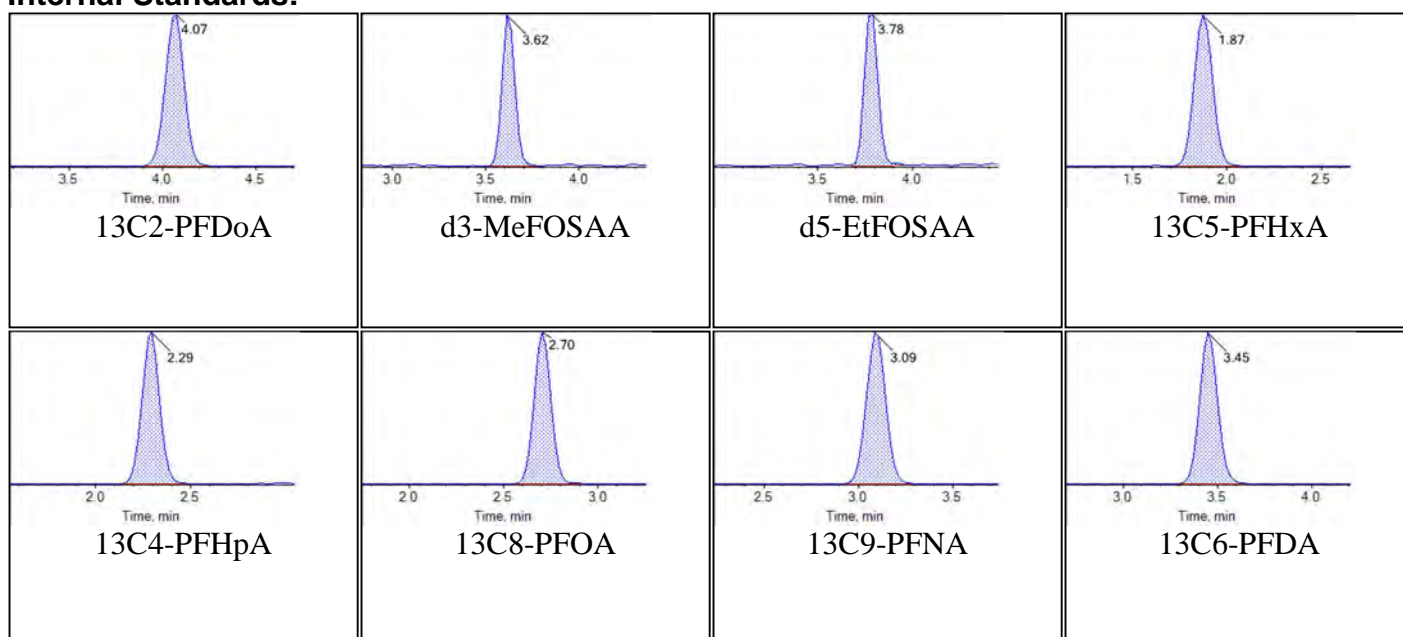 Internal Standards:
4.07
3.5 4.0 4.5
Time, min
13C2-PFDoA
3.62
3.0 3.5 4.0
Time, min
d3-MeFOSAA
3.78
3.5 4.0
Time, min
d5-EtFOSAA
1.87
1.5 2.0 2.5
Time, min
13C5-PFHxA
2.29
2.0 2.5
Time, min
13C4-PFHpA
2.70
2.0 2.5 3.0
Time, min
13C8-PFOA
3.09
2.5 3.0 3.5
Time, min
13C9-PFNA
3.45
3.0 3.5 4.0
Time, min
13C6-PFDA